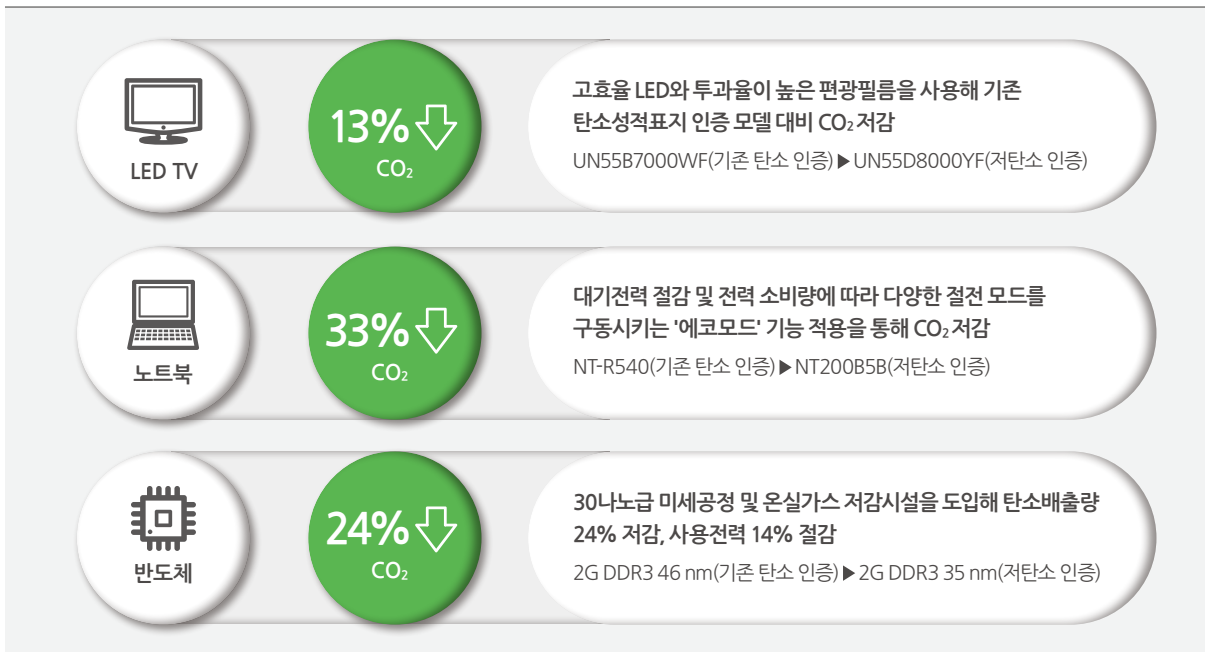 LED TV
13%
CO₂
고효율 LED와 투과율이 높은 편광필름을 사용해 기존
탄소성적표지 인증 모델 대비 CO₂ 저감
UN55B7000WF(기존 탄소 인증)▶UN55D8000YF(저탄소 인증)
노트북
33%
CO₂
대기전력 절감 및 전력 소비량에 따라 다양한 절전 모드를
구동시키는 '에코모드' 기능 적용을 통해 CO₂ 저감
NT-R540(기존 탄소 인증)▶NT200B5B(저탄소 인증)
반도체
24%
CO₂
30나노급 미세공정 및 온실가스 저감시설을 도입해 탄소배출량
24% 저감, 사용전력 14% 절감
2G DDR3 46 nm(기존 탄소 인증)▶2G DDR3 35 nm(저탄소 인증)